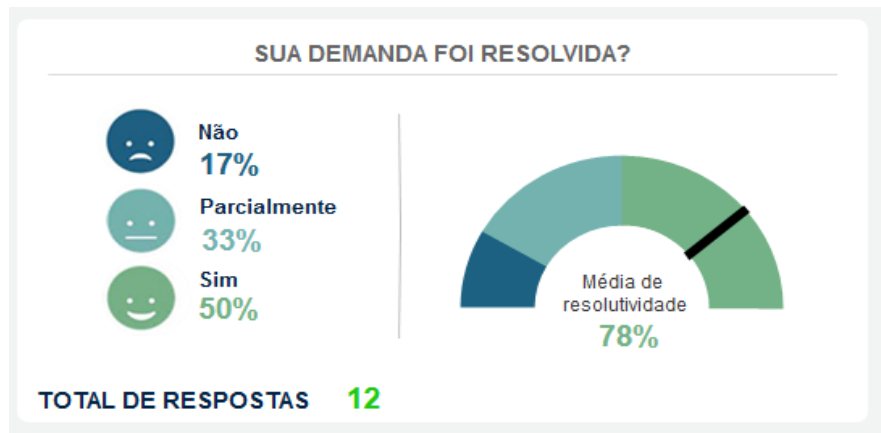 SUA DEMANDA FOI RESOLVIDA?
Não
17%
Parcialmente
33%
Sim
50%
Média de
resolutividade
78%
TOTAL DE RESPOSTAS 12